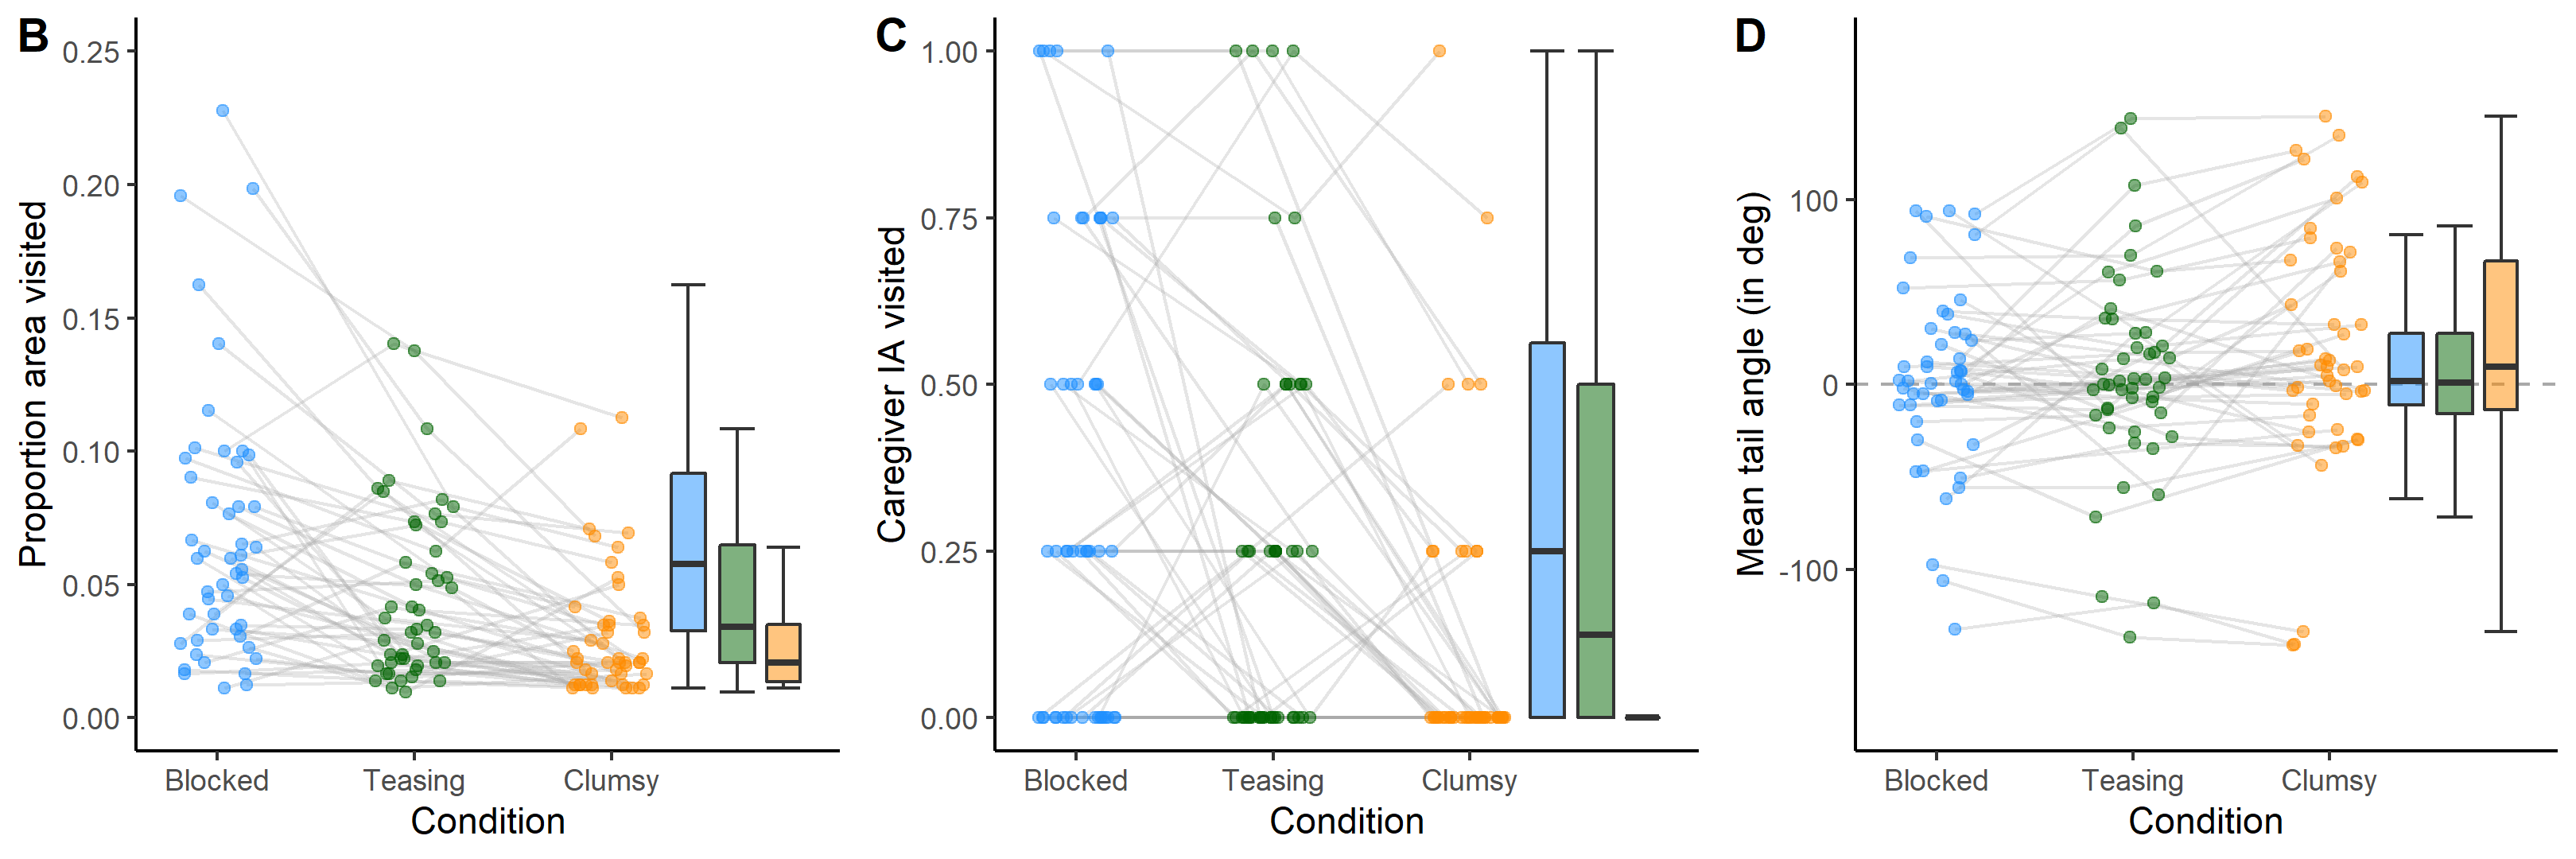 B
Proportion area visited
0.25
0.20
0.15
0.10
0.05
0.00
Blocked Teasing Clumsy
Condition
C
Caregiver IA visited
1.00
0.75
0.50
0.25
0.00
Blocked Teasing Clumsy
Condition
D
Mean tail angle (in deg)
100
0
-100
Blocked Teasing Clumsy
Condition